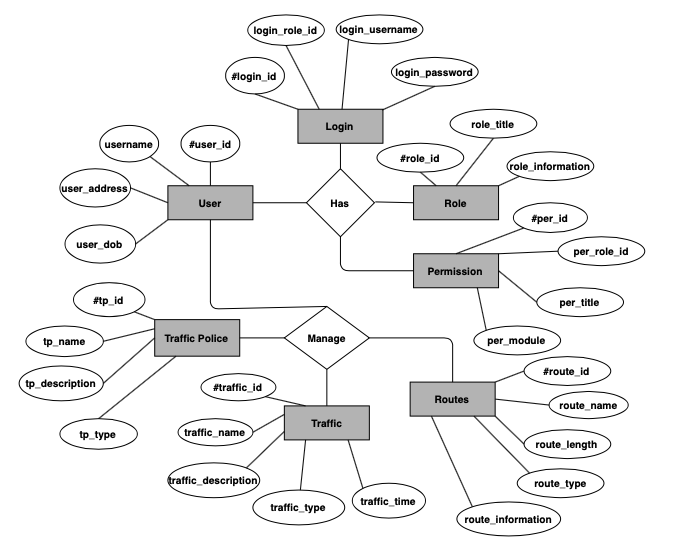 login_role_id
login_username
#login_id
login_password
Login
role_title
username
#user_id
#role_id
role_information
user_address
User
Has
Role
#per_id
user_dob
per_role_id
Permission
#tp_id
per_title
tp_name
Traffic Police
Manage
per_module
#route_id
tp_description
#traffic_id
Routes
route_name
traffic_name
Traffic
tp_type
route_length
traffic_description
route_type
traffic_type
traffic_time
route_information